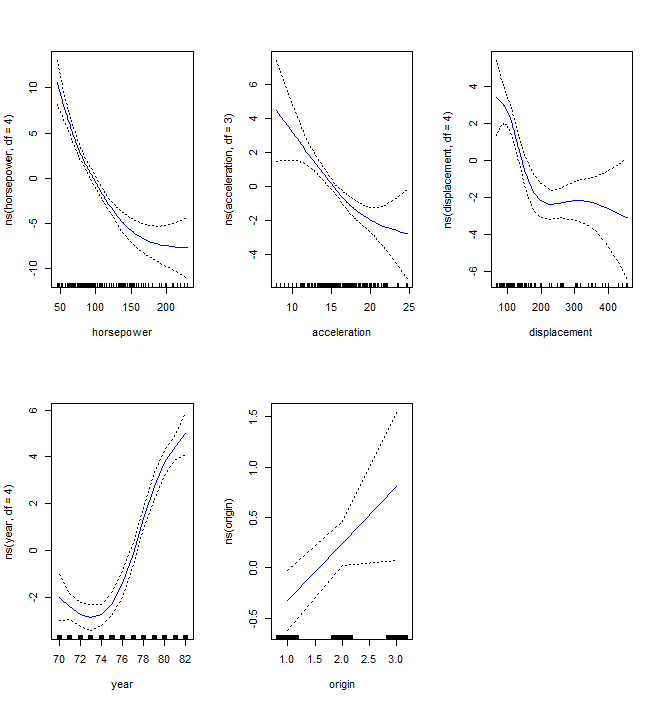 ns(horsepower, df = 4)
10
5
0
-5
-10
50 100 150 200
horsepower
ns(acceleration, df = 3)
6
4
2
0
-2
-4
10 15 20 25
acceleration
ns(displacement, df = 4)
4
2
0
-2
-4
-6
100 200 300 400
displacement
ns(year, df = 4)
6
4
2
0
-2
70 72 74 76 78 80 82
year
ns(origin)
1.5
1.0
0.5
0.0
-0.5
1.0 1.5 2.0 2.5 3.0
origin